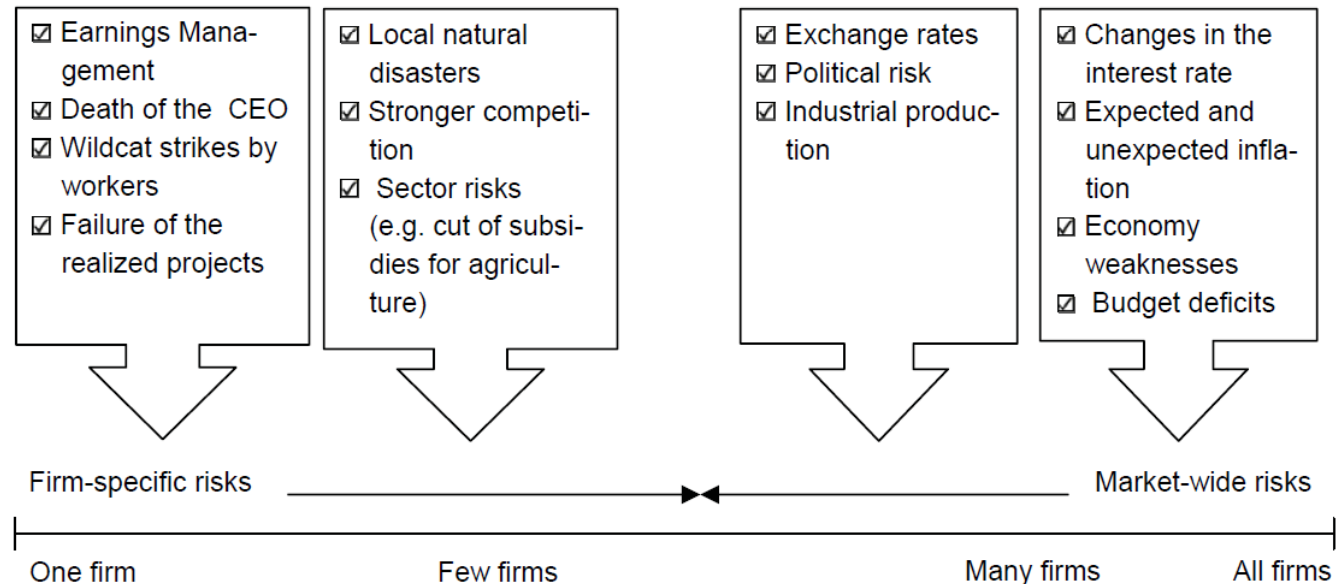 ☑ Earnings Mana-
gement
☑ Death of the CEO
☑ Wildcat strikes by
workers
☑ Failure of the
realized projects
☑ Local natural
disasters
☑ Stronger competi-
tion
☑ Sector risks
(e.g. cut of subsi-
dies for agricul-
ture)
☑ Exchange rates
☑ Political risk
☑ Industrial produc-
tion
☑ Changes in the
interest rate
☑ Expected and
unexpected infla-
tion
☑ Economy
weaknesses
☑ Budget deficits
Firm-specific risks
Market-wide risks
One firm
Few firms
Many firms
All firms